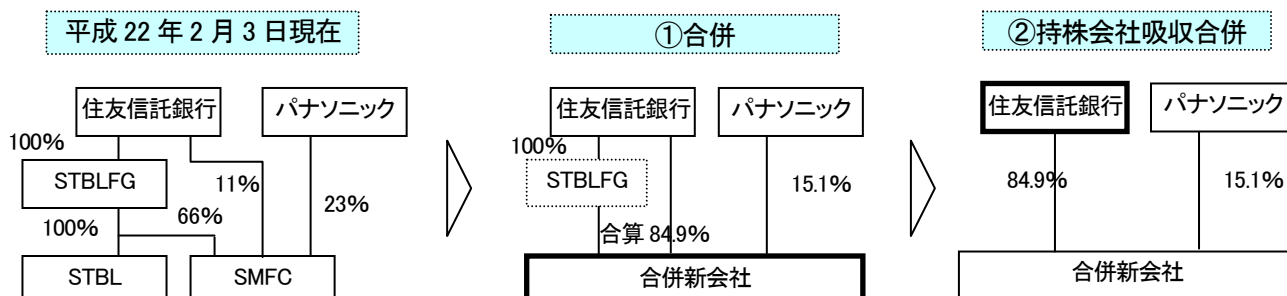 平成 22 年 2 月 3 日現在
①合併
②持株会社吸収合併
住友信託銀行
パナソニック
100%
STBLFG
11%
23%
66%
100%
STBL
SMFC
住友信託銀行
パナソニック
100%
STBLFG
15.1%
合算 84.9%
合併新会社
住友信託銀行
パナソニック
84.9%
15.1%
合併新会社